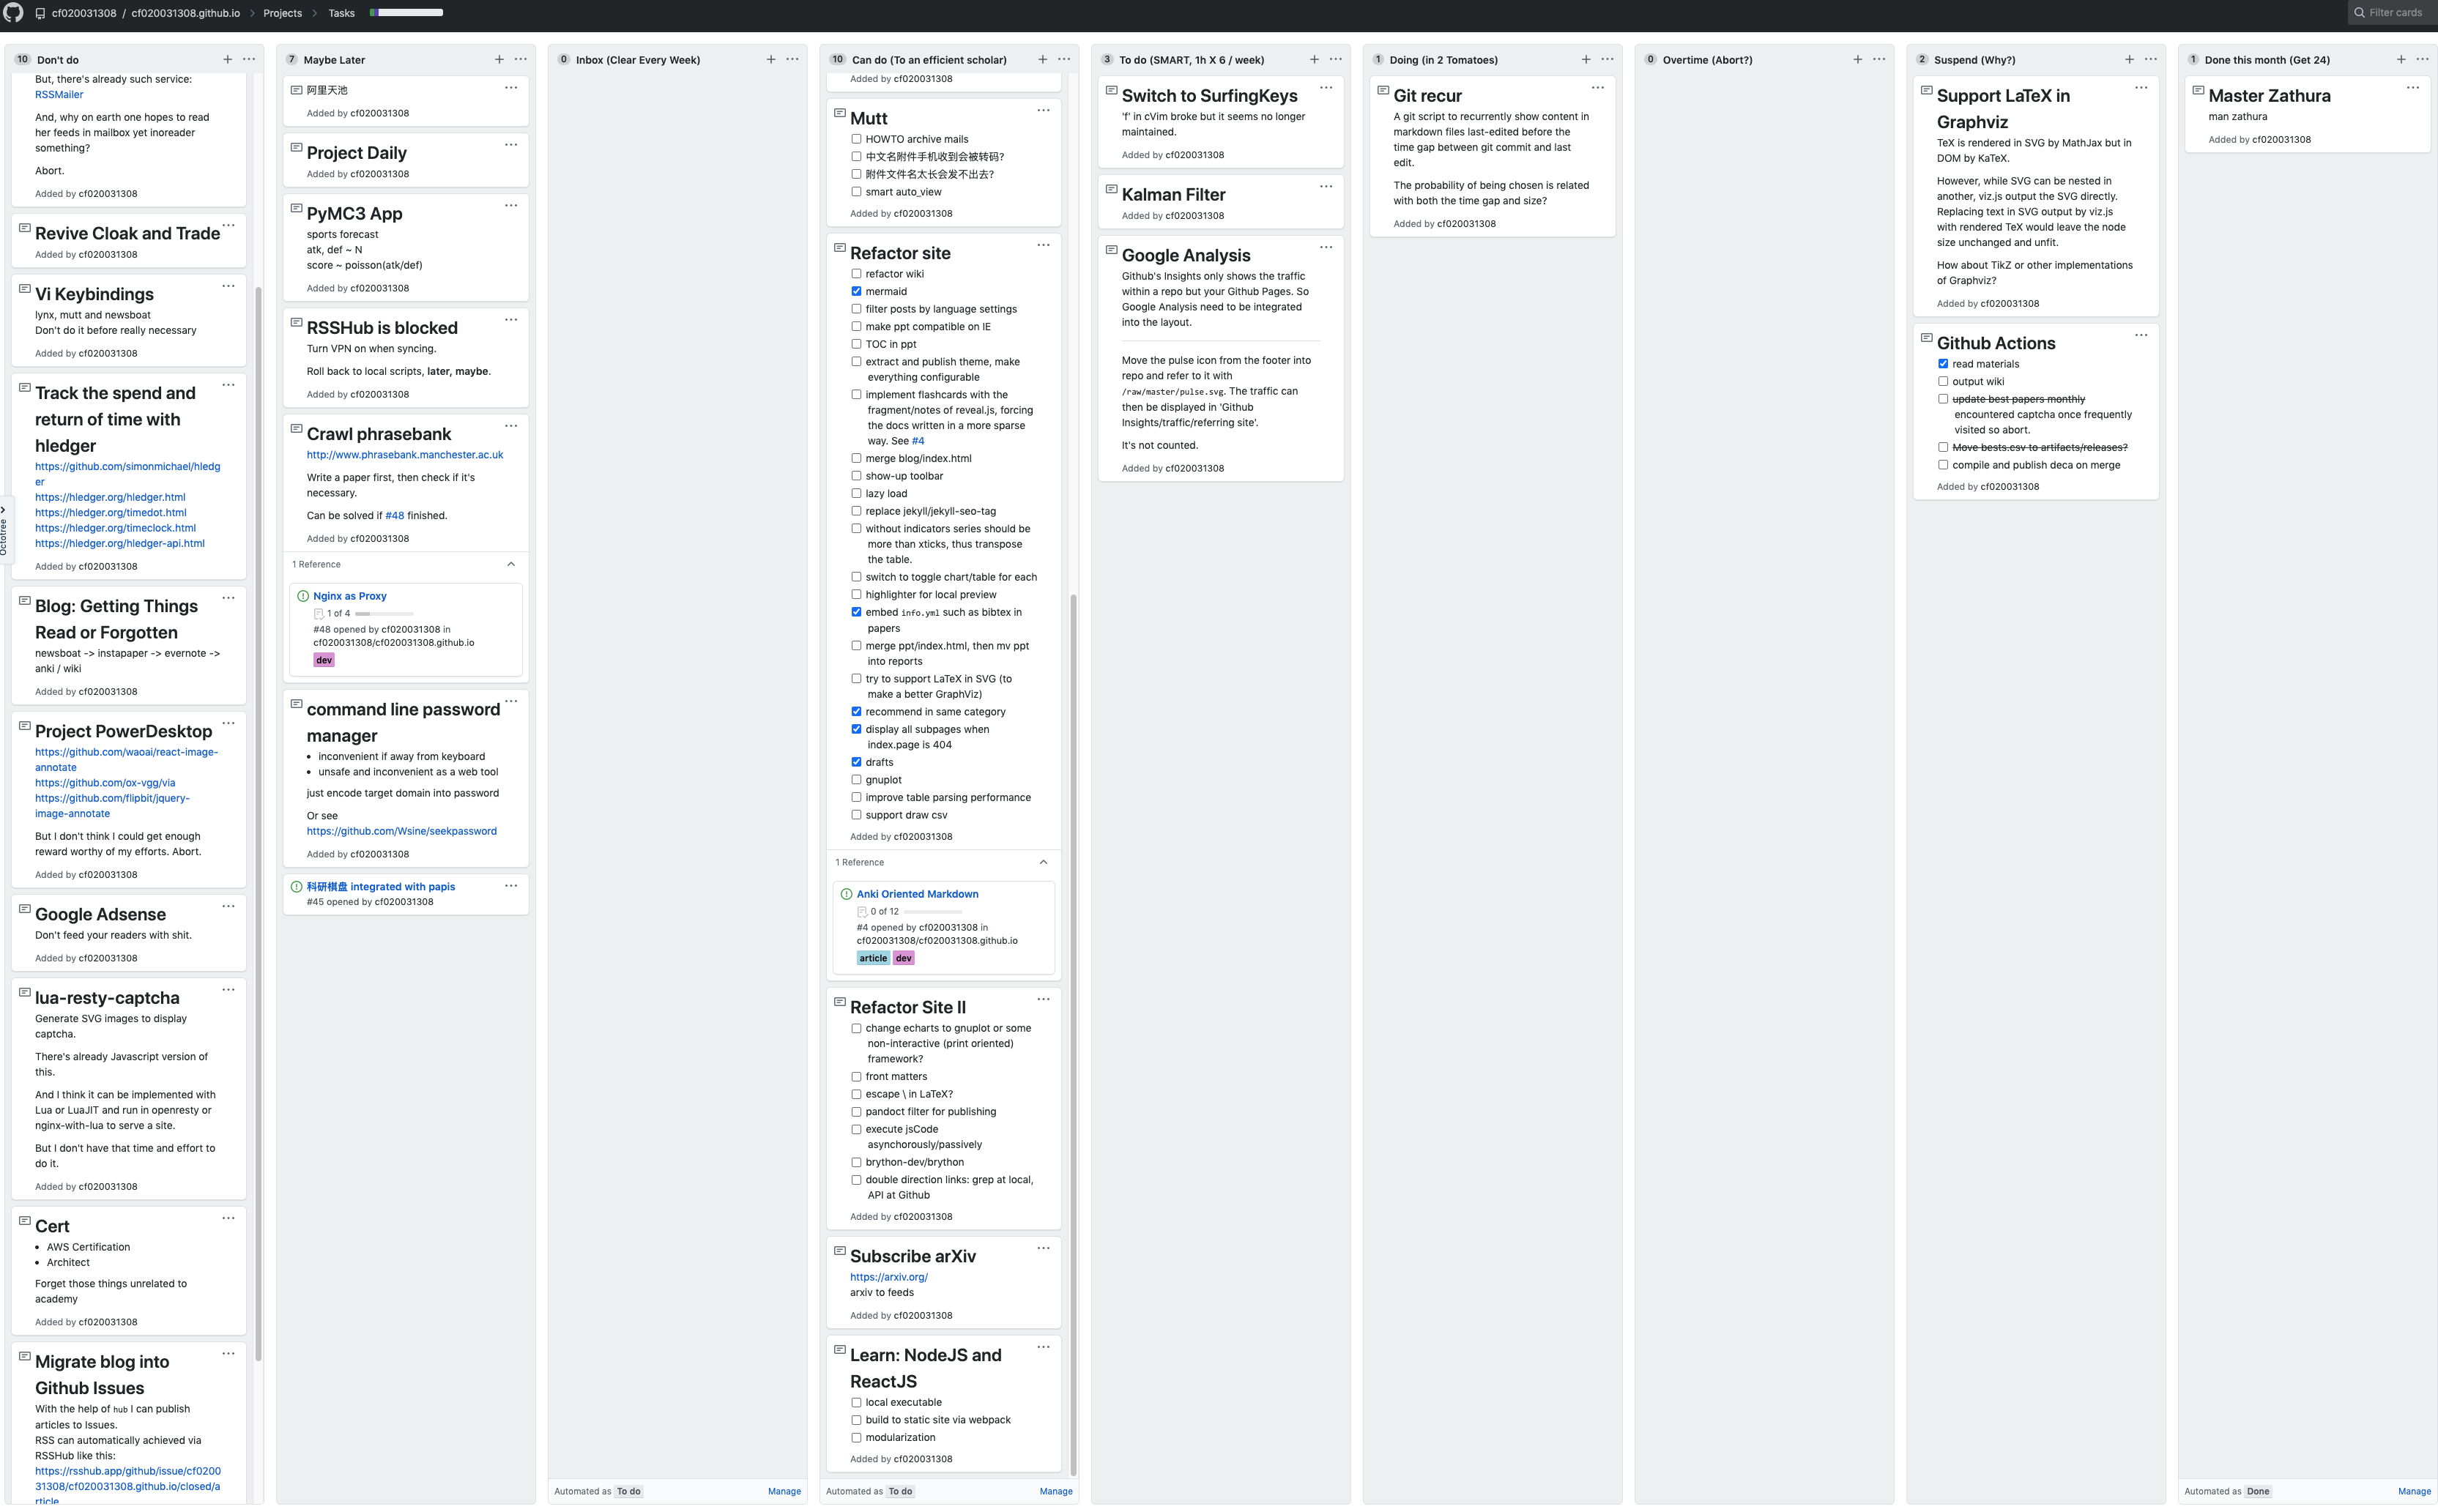 cf020031308 / cf020031308.github.io > Projects > Tasks
Filter cards
Octotree
10 Don't do
But, there's already such service:
RSSMailer
And, why on earth one hopes to read
her feeds in mailbox yet inoreader
something?
Abort.
Added by cf020031308
Revive Cloak and Trade
Added by cf020031308
Vi Keybindings
lynx, mutt and newsboat
Don't do it before really necessary
Added by cf020031308
Track the spend and
return of time with
hledger
https://github.com/simonmichael/hledg
er
https://hledger.org/hledger.html
https://hledger.org/timedot.html
https://hledger.org/timeclock.html
https://hledger.org/hledger-api.html
Added by cf020031308
Blog: Getting Things
Read or Forgotten
newsboat -> instapaper -> evernote ->
anki / wiki
Added by cf020031308
Project PowerDesktop
https://github.com/waoai/react-image-
annotate
https://github.com/ox-vgg/via
https://github.com/flipbit/jquery-
image-annotate
But I don't think I could get enough
reward worthy of my efforts. Abort.
Added by cf020031308
Google Adsense
Don't feed your readers with shit.
Added by cf020031308
lua-resty-captcha
Generate SVG images to display
captcha.
There's already Javascript version of
this.
And I think it can be implemented with
Lua or LuaJIT and run in openresty or
nginx-with-lua to serve a site.
But I don't have that time and effort to
do it.
Added by cf020031308
Cert
• AWS Certification
• Architect
Forget those things unrelated to
academy
Added by cf020031308
Migrate blog into
Github Issues
With the help of hub I can publish
articles to Issues.
RSS can automatically achieved via
RSSHub like this:
https://rsshub.app/github/issue/cf0200
31308/cf020031308.github.io/closed/a
rticle
7 Maybe Later
阿里天池
Added by cf020031308
Project Daily
Added by cf020031308
PyMC3 App
sports forecast
atk, def ~ N
score ~ poisson(atk/def)
Added by cf020031308
RSSHub is blocked
Turn VPN on when syncing.
Roll back to local scripts, later, maybe.
Added by cf020031308
Crawl phrasebank
http://www.phrasebank.manchester.ac.uk
Write a paper first, then check if it's
necessary.
Can be solved if #48 finished.
Added by cf020031308
1 Reference
Nginx as Proxy
1 of 4
#48 opened by cf020031308 in
cf020031308/cf020031308.github.io
dev
command line password
manager
• inconvenient if away from keyboard
• unsafe and inconvenient as a web tool
just encode target domain into password
Or see
https://github.com/Wsine/seekpassword
Added by cf020031308
科研棋盘 integrated with papis
#45 opened by cf020031308
0 Inbox (Clear Every Week)
Automated as To do Manage
10 Can do (To an efficient scholar)
Added by cf020031308
Mutt
HOWTO archive mails
中文名附件手机收到会被转码?
附件文件名太长会发不出去?
smart auto_view
Added by cf020031308
Refactor site
refactor wiki
mermaid
filter posts by language settings
make ppt compatible on IE
TOC in ppt
extract and publish theme, make
everything configurable
implement flashcards with the
fragment/notes of reveal.js, forcing
the docs written in a more sparse
way. See #4
merge blog/index.html
show-up toolbar
lazy load
replace jekyll/jekyll-seo-tag
without indicators series should be
more than xticks, thus transpose
the table.
switch to toggle chart/table for each
highlighter for local preview
embed info.yml such as bibtex in
papers
merge ppt/index.html, then mv ppt
into reports
try to support LaTeX in SVG (to
make a better GraphViz)
recommend in same category
display all subpages when
index.page is 404
drafts
gnuplot
improve table parsing performance
support draw csv
Added by cf020031308
1 Reference
Anki Oriented Markdown
0 of 12
#4 opened by cf020031308 in
cf020031308/cf020031308.github.io
article dev
Refactor Site II
change echarts to gnuplot or some
non-interactive (print oriented)
framework?
front matters
escape \ in LaTeX?
pandoct filter for publishing
execute jsCode
asynchorously/passively
brython-dev/brython
double direction links: grep at local,
API at Github
Added by cf020031308
Subscribe arXiv
https://arxiv.org/
arxiv to feeds
Added by cf020031308
Learn: NodeJS and
ReactJS
local executable
build to static site via webpack
modularization
Added by cf020031308
Automated as To do Manage
3 To do (SMART, 1h X 6 / week)
Switch to SurfingKeys
'f' in cVim broke but it seems no longer
maintained.
Added by cf020031308
Kalman Filter
Added by cf020031308
Google Analysis
Github's Insights only shows the traffic
within a repo but your Github Pages. So
Google Analysis need to be integrated
into the layout.
Move the pulse icon from the footer into
repo and refer to it with
/raw/master/pulse.svg. The traffic can
then be displayed in 'Github
Insights/traffic/referring site'.
It's not counted.
Added by cf020031308
1 Doing (in 2 Tomatoes)
Git recur
A git script to recurrently show content in
markdown files last-edited before the
time gap between git commit and last
edit.
The probability of being chosen is related
with both the time gap and size?
Added by cf020031308
0 Overtime (Abort?)
2 Suspend (Why?)
Support LaTeX in
Graphviz
TeX is rendered in SVG by MathJax but in
DOM by KaTeX.
However, while SVG can be nested in
another, viz.js output the SVG directly.
Replacing text in SVG output by viz.js
with rendered TeX would leave the node
size unchanged and unfit.
How about TikZ or other implementations
of Graphviz?
Added by cf020031308
Github Actions
read materials
output wiki
update best papers monthly
encountered captcha once frequently
visited so abort.
Move bests.csv to artifacts/releases?
compile and publish deca on merge
Added by cf020031308
1 Done this month (Get 24)
Master Zathura
man zathura
Added by cf020031308
Automated as Done Manage